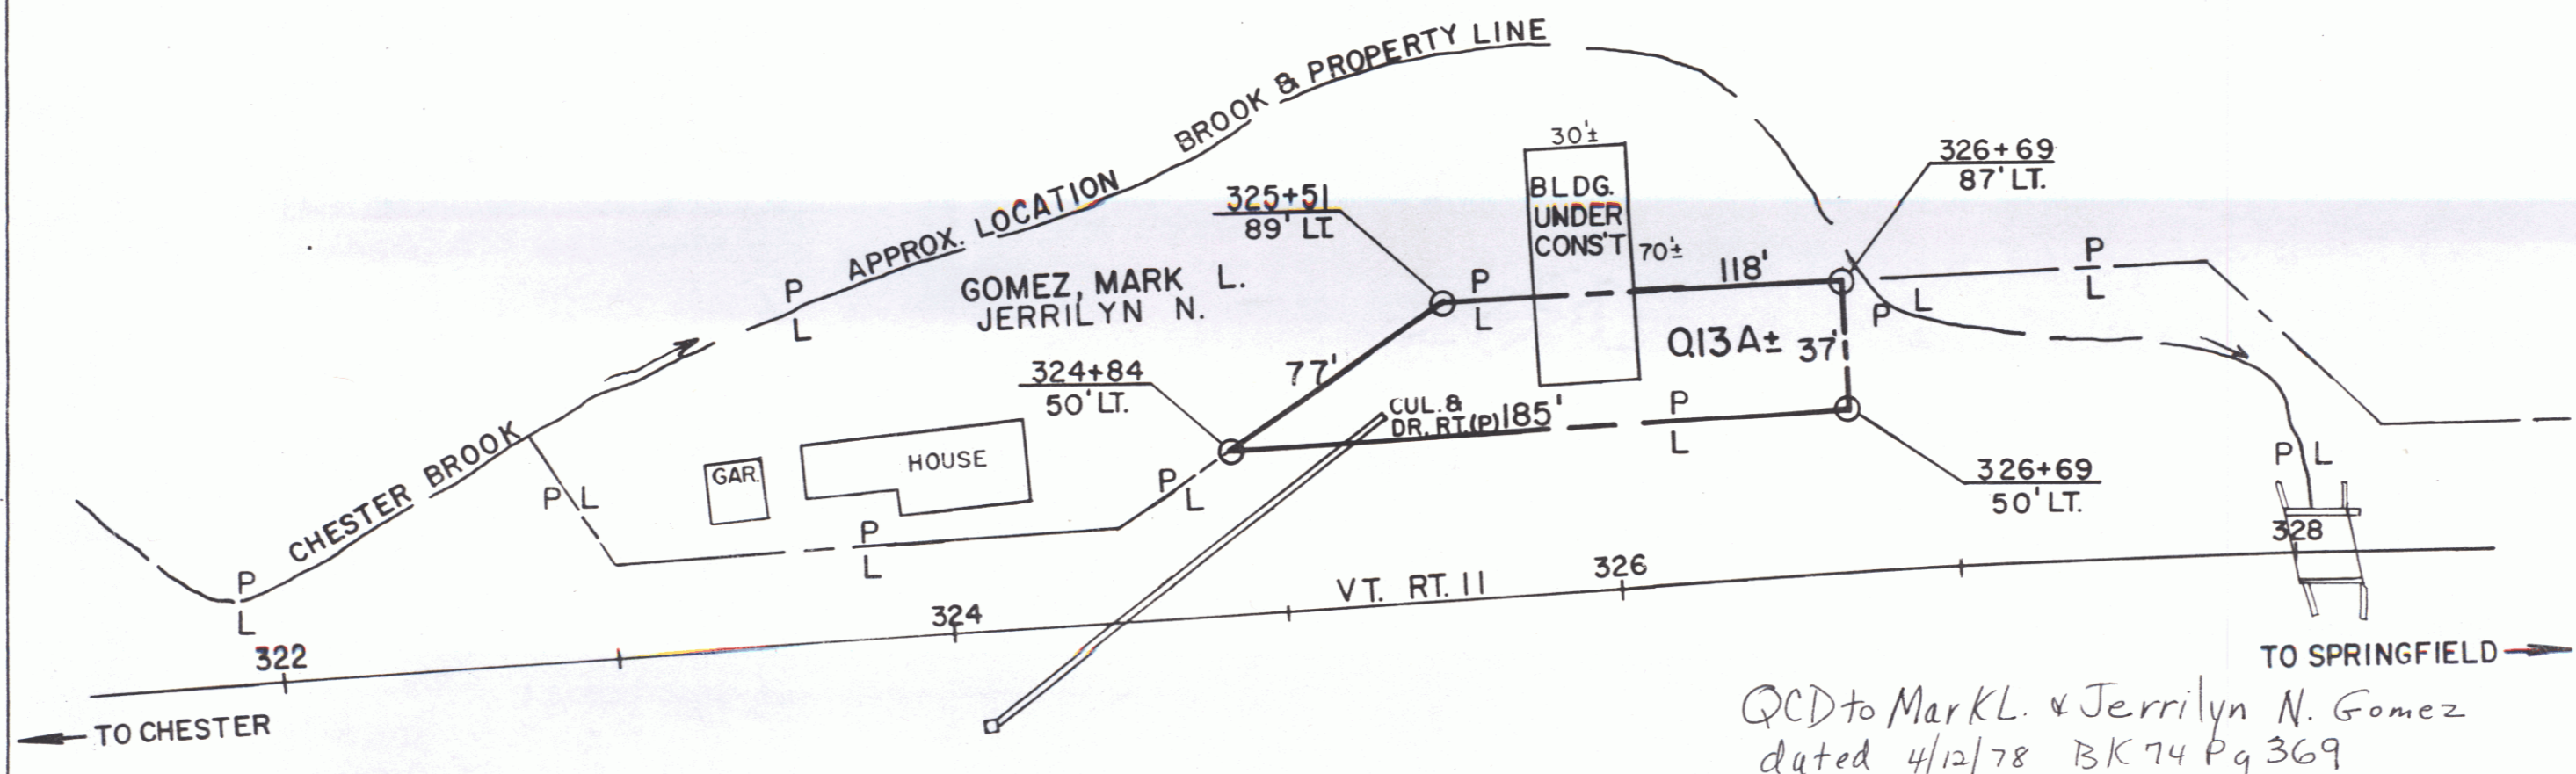 BROOK & PROPERTY LINE
APPROX. LOCATION
P
L
30'±
BLDG.
UNDER
CONS'T
70'±
326+69
87' LT.
325+51
89' LT
GOMEZ, MARK L.
JERRILYN N.
P
L
118'
P
L
P L
0.13 A±
37'
77'
324+84
50' LT.
CHESTER BROOK
P L
GAR.
HOUSE
P
L
P
L
CUL. &
DR. RT.(P)
185'
P
L
326+69
50' LT.
P L
P
L
322
324
VT. RT. 11
326
328
TO SPRINGFIELD
TO CHESTER
QCD to Mark L. & Jerrilyn N. Gomez
dated 4/12/78 BK 74 Pg 369